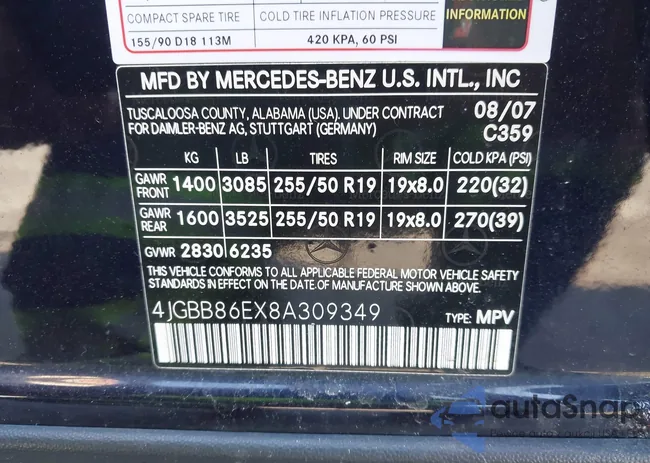 COMPACT SPARE TIRE COLD TIRE INFLATION PRESSURE
INFORMATION
155/90 D18 113M 420 KPA, 60 PSI
MFD BY MERCEDES-BENZ U.S. INTL., INC
TUSCALOOSA COUNTY, ALABAMA (USA). UNDER CONTRACT 08/07
FOR DAIMLER-BENZ AG, STUTTGART (GERMANY) C359
KG LB TIRES RIM SIZE COLD KPA (PSI)
GAWR FRONT 1400 3085 255/50 R19 19x8.0 220(32)
GAWR REAR 1600 3525 255/50 R19 19x8.0 270(39)
GVWR 2830 6235
THIS VEHICLE CONFORMS TO ALL APPLICABLE FEDERAL MOTOR VEHICLE SAFETY
STANDARDS IN EFFECT ON THE DATE OF MANUFACTURE SHOWN ABOVE.
4JGBB86EX8A309349 TYPE: MPV
autoSnap